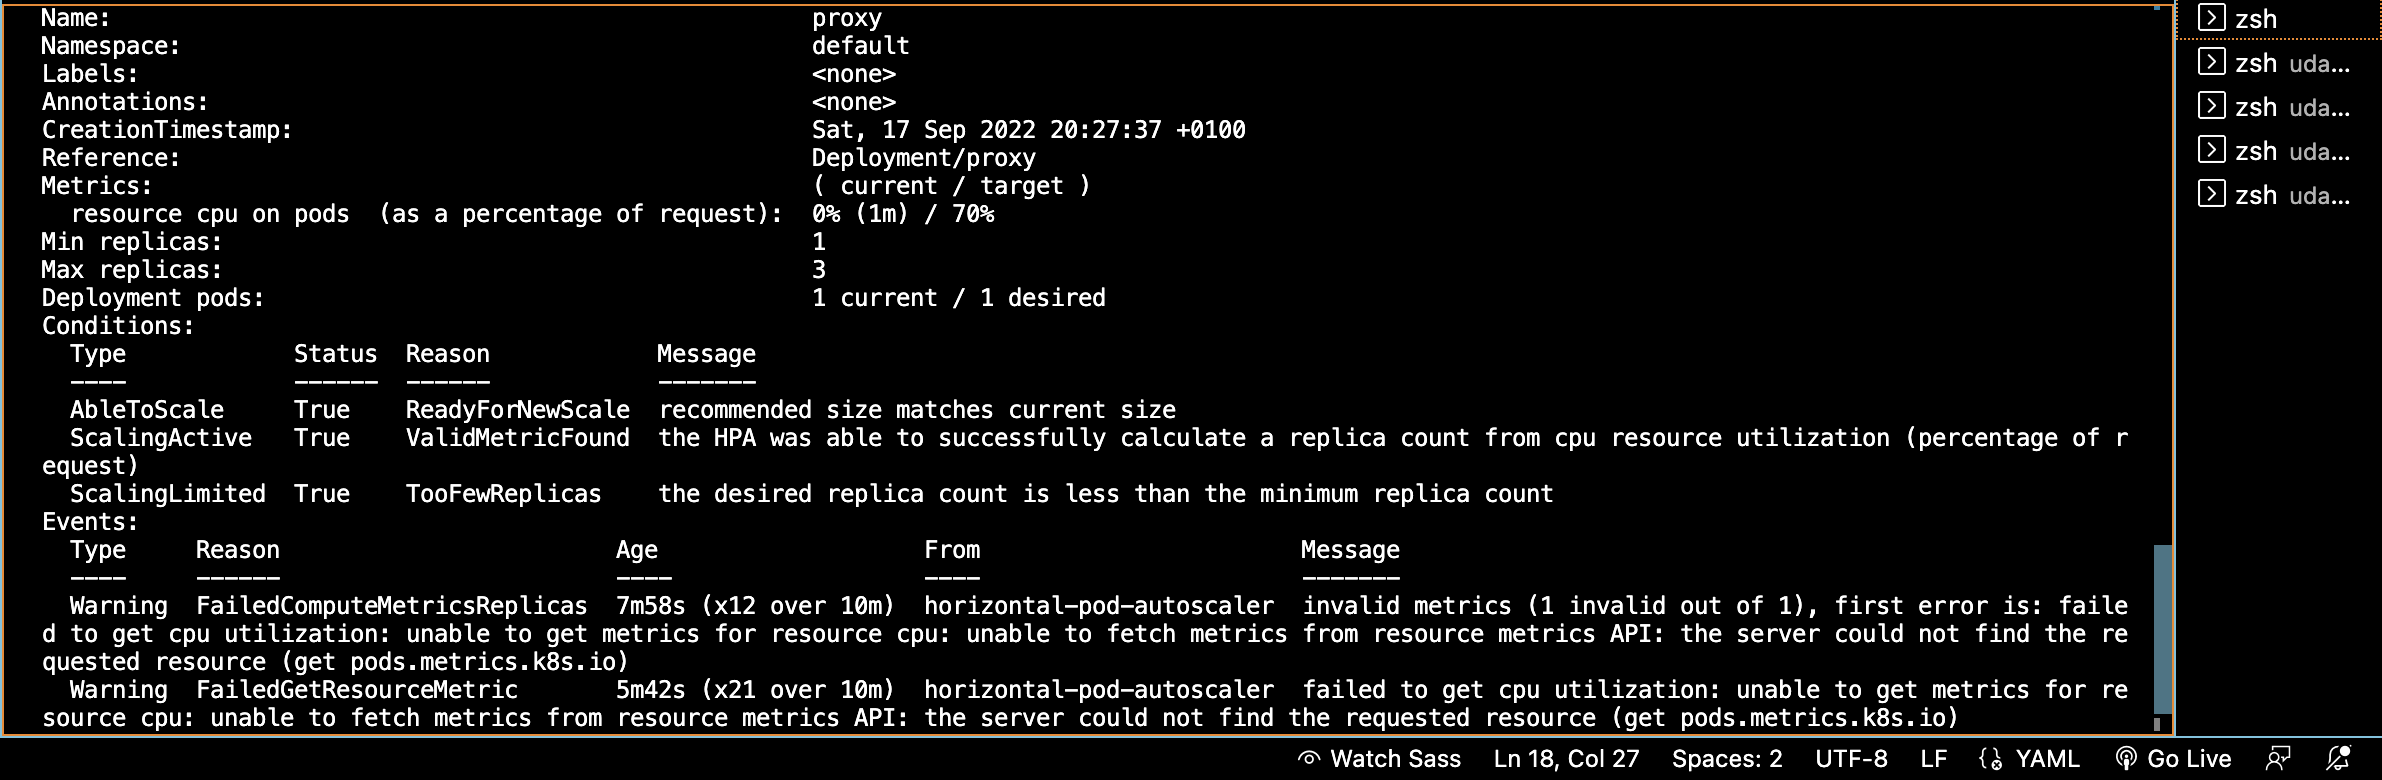 Name: proxy
Namespace: default
Labels: <none>
Annotations: <none>
CreationTimestamp: Sat, 17 Sep 2022 20:27:37 +0100
Reference: Deployment/proxy
Metrics: ( current / target )
resource cpu on pods (as a percentage of request): 0% (1m) / 70%
Min replicas: 1
Max replicas: 3
Deployment pods: 1 current / 1 desired
Conditions:
Type Status Reason Message
---- ------ ------ -------
AbleToScale True ReadyForNewScale recommended size matches current size
ScalingActive True ValidMetricFound the HPA was able to successfully calculate a replica count from cpu resource utilization (percentage of r
equest)
ScalingLimited True TooFewReplicas the desired replica count is less than the minimum replica count
Events:
Type Reason Age From Message
---- ------ ---- ---- -------
Warning FailedComputeMetricsReplicas 7m58s (x12 over 10m) horizontal-pod-autoscaler invalid metrics (1 invalid out of 1), first error is: faile
d to get cpu utilization: unable to get metrics for resource cpu: unable to fetch metrics from resource metrics API: the server could not find the re
quested resource (get pods.metrics.k8s.io)
Warning FailedGetResourceMetric 5m42s (x21 over 10m) horizontal-pod-autoscaler failed to get cpu utilization: unable to get metrics for re
source cpu: unable to fetch metrics from resource metrics API: the server could not find the requested resource (get pods.metrics.k8s.io)
zsh
zsh uda...
zsh uda...
zsh uda...
zsh uda...
Watch Sass Ln 18, Col 27 Spaces: 2 UTF-8 LF YAML Go Live